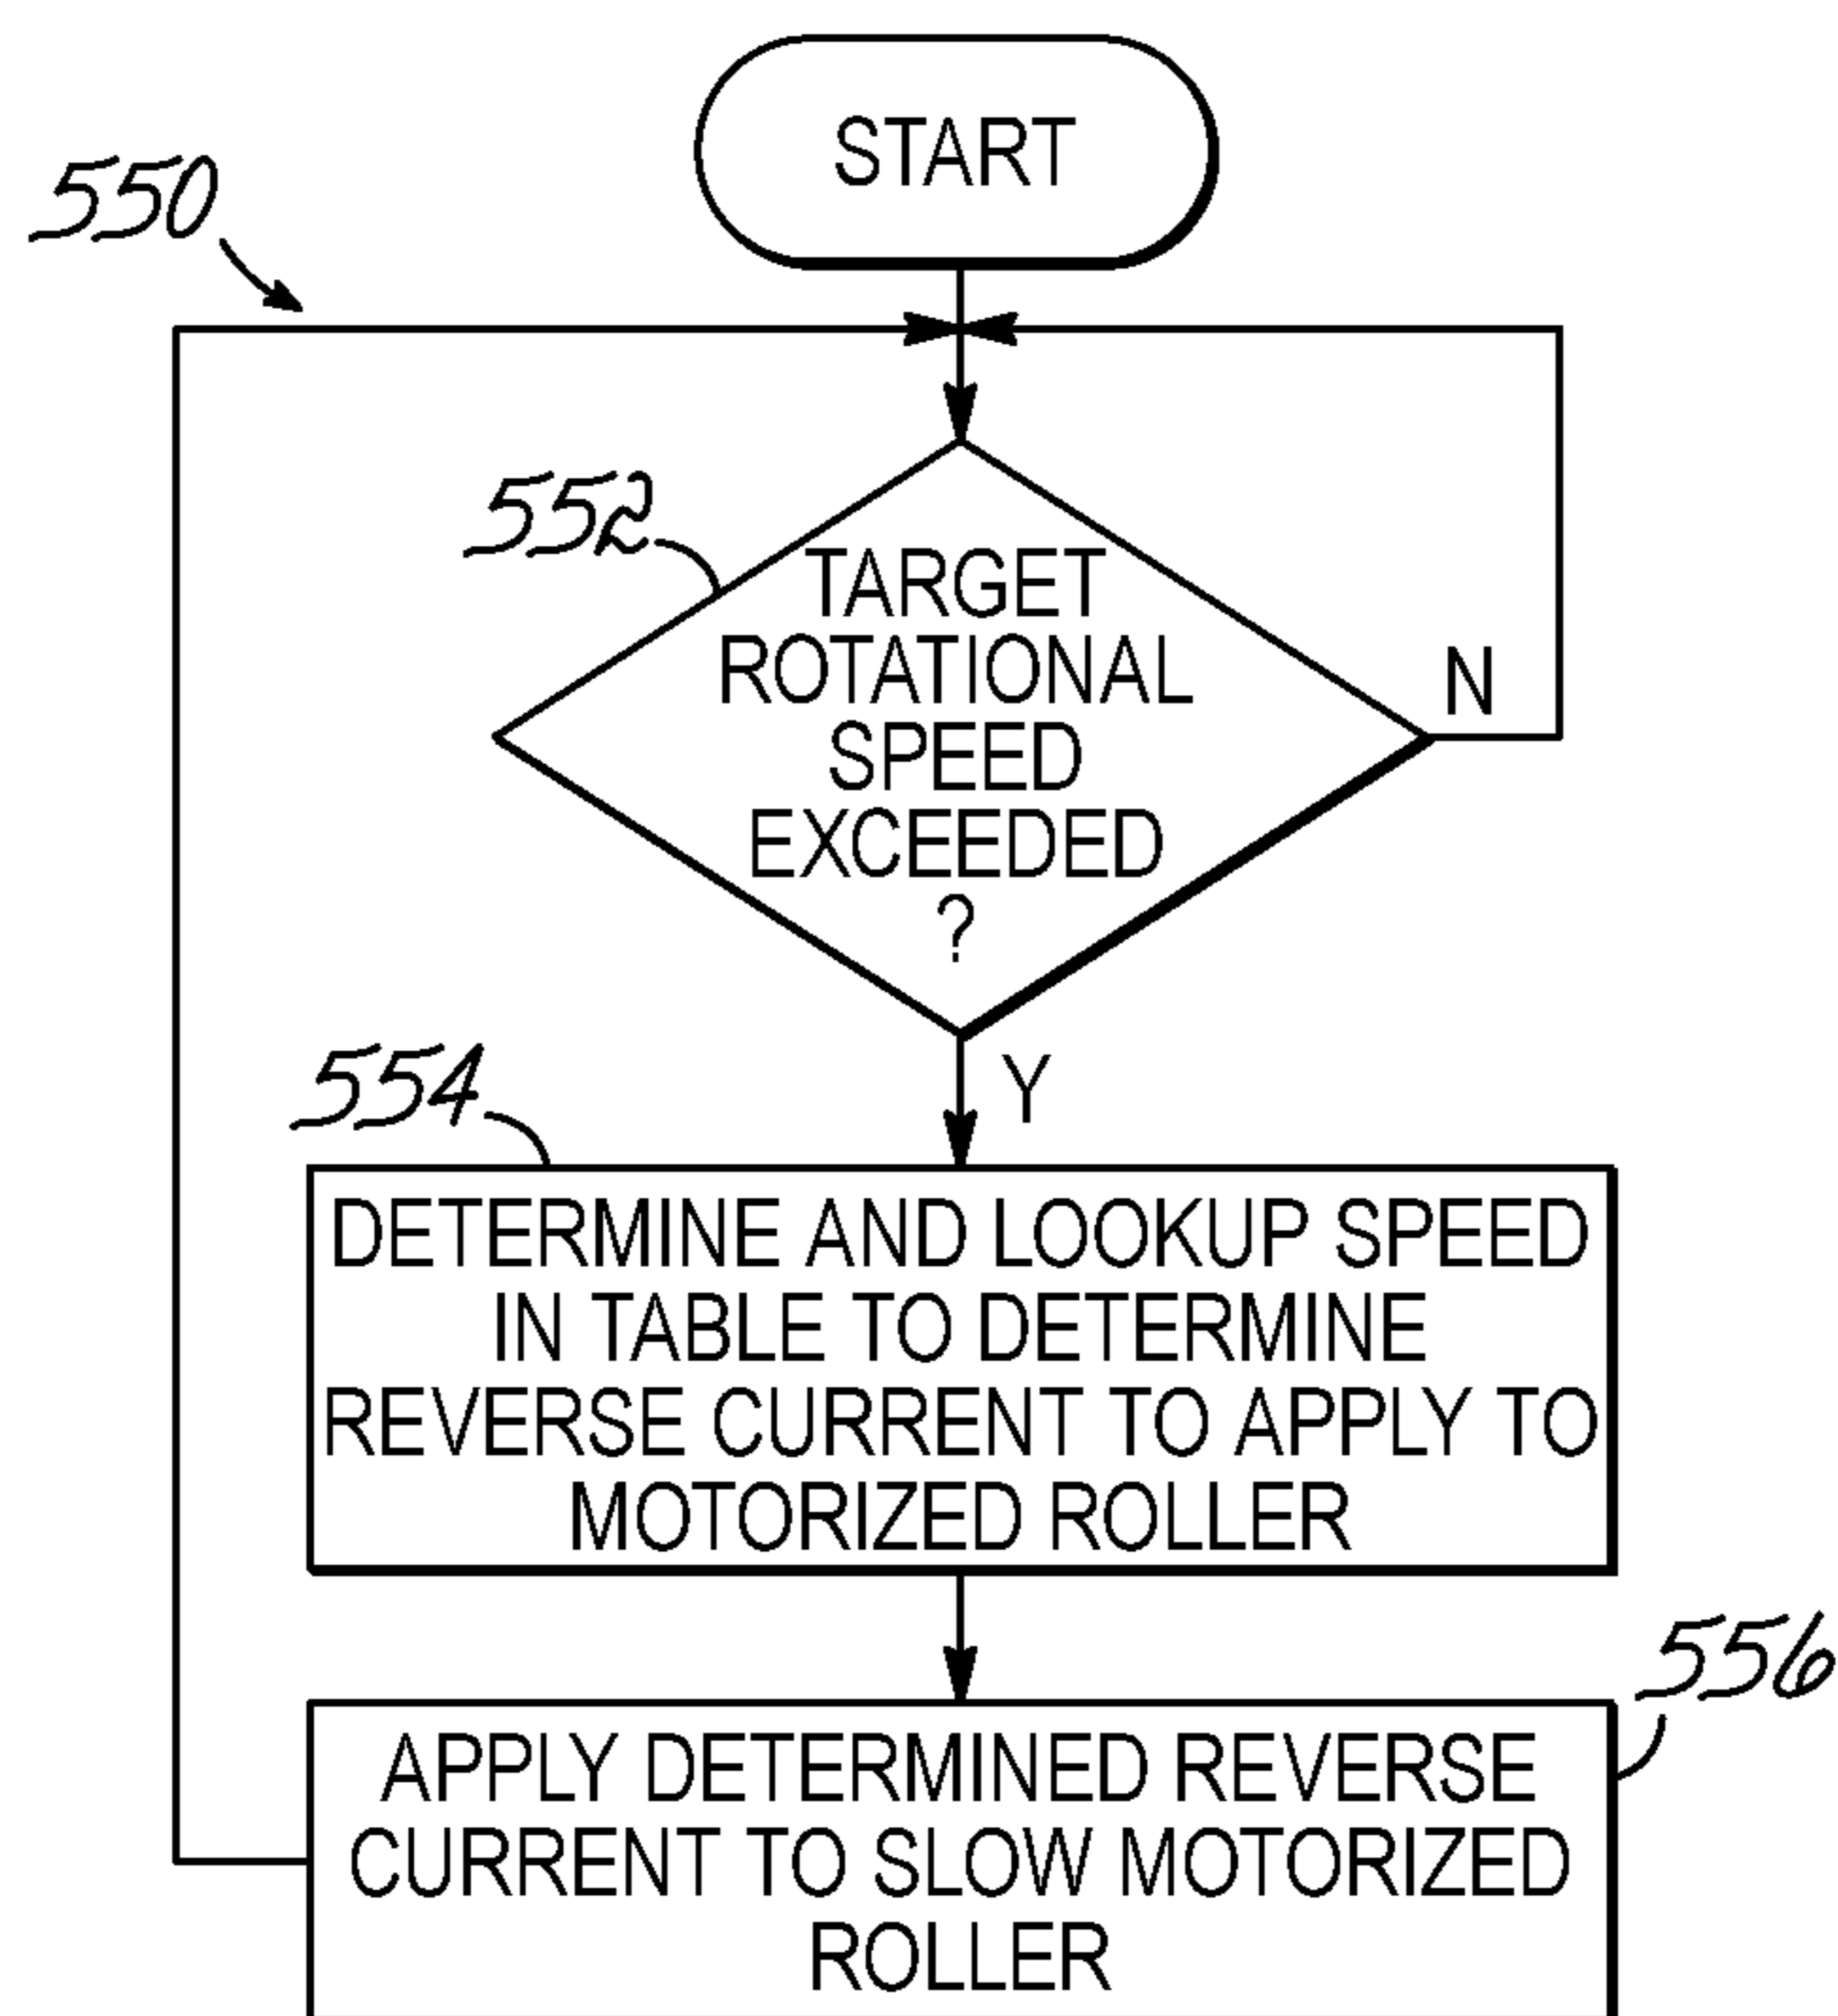 START
550
552
TARGET
ROTATIONAL
SPEED
EXCEEDED
?
N
Y
554
DETERMINE AND LOOKUP SPEED
IN TABLE TO DETERMINE
REVERSE CURRENT TO APPLY TO
MOTORIZED ROLLER
556
APPLY DETERMINED REVERSE
CURRENT TO SLOW MOTORIZED
ROLLER